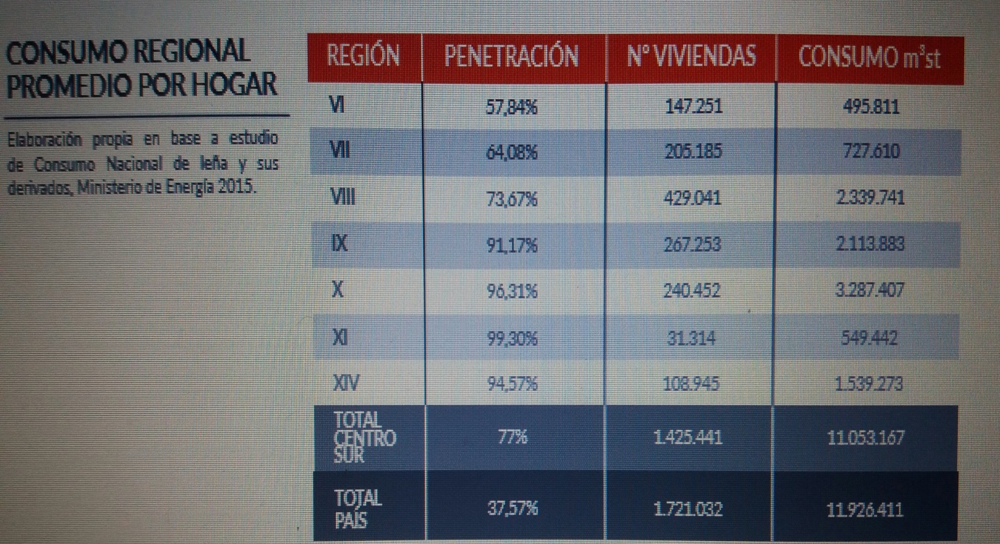 CONSUMO REGIONAL
PROMEDIO POR HOGAR
Elaboración propia en base a estudio
de Consumo Nacional de leña y sus
derivados, Ministerio de Energía 2015.
REGIÓN PENETRACIÓN Nº VIVIENDAS CONSUMO m³st
VI 57,84% 147.251 495.811
VII 64,08% 205.185 727.610
VIII 73,67% 429.041 2.339.741
IX 91,17% 267.253 2.113.883
X 96,31% 240.452 3.287.407
XI 99,30% 31.314 549.442
XIV 94,57% 108.945 1.539.273
TOTAL
CENTRO
SUR 77% 1.425.441 11.053.167
TOTAL
PAÍS 37,57% 1.721.032 11.926.411